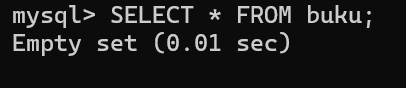 mysql> SELECT * FROM buku;
Empty set (0.01 sec)